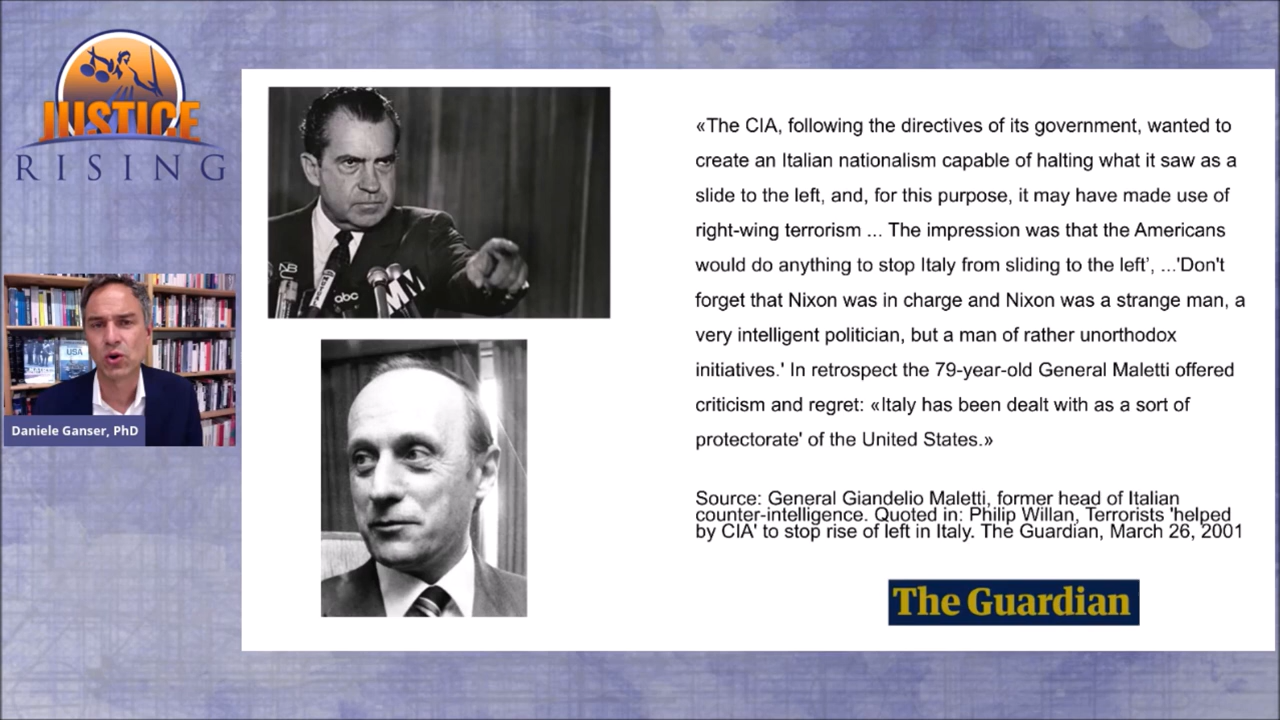 JUSTICE
RISING
«The CIA, following the directives of its government, wanted to
create an Italian nationalism capable of halting what it saw as a
slide to the left, and, for this purpose, it may have made use of
right-wing terrorism ... The impression was that the Americans
would do anything to stop Italy from sliding to the left', ...'Don't
forget that Nixon was in charge and Nixon was a strange man, a
very intelligent politician, but a man of rather unorthodox
initiatives.' In retrospect the 79-year-old General Maletti offered
criticism and regret: «Italy has been dealt with as a sort of
protectorate' of the United States.»
Source: General Giandelio Maletti, former head of Italian
counter-intelligence. Quoted in: Philip Willan, Terrorists 'helped
by CIA' to stop rise of left in Italy. The Guardian, March 26, 2001
The Guardian
abc
USA
Daniele Ganser, PhD